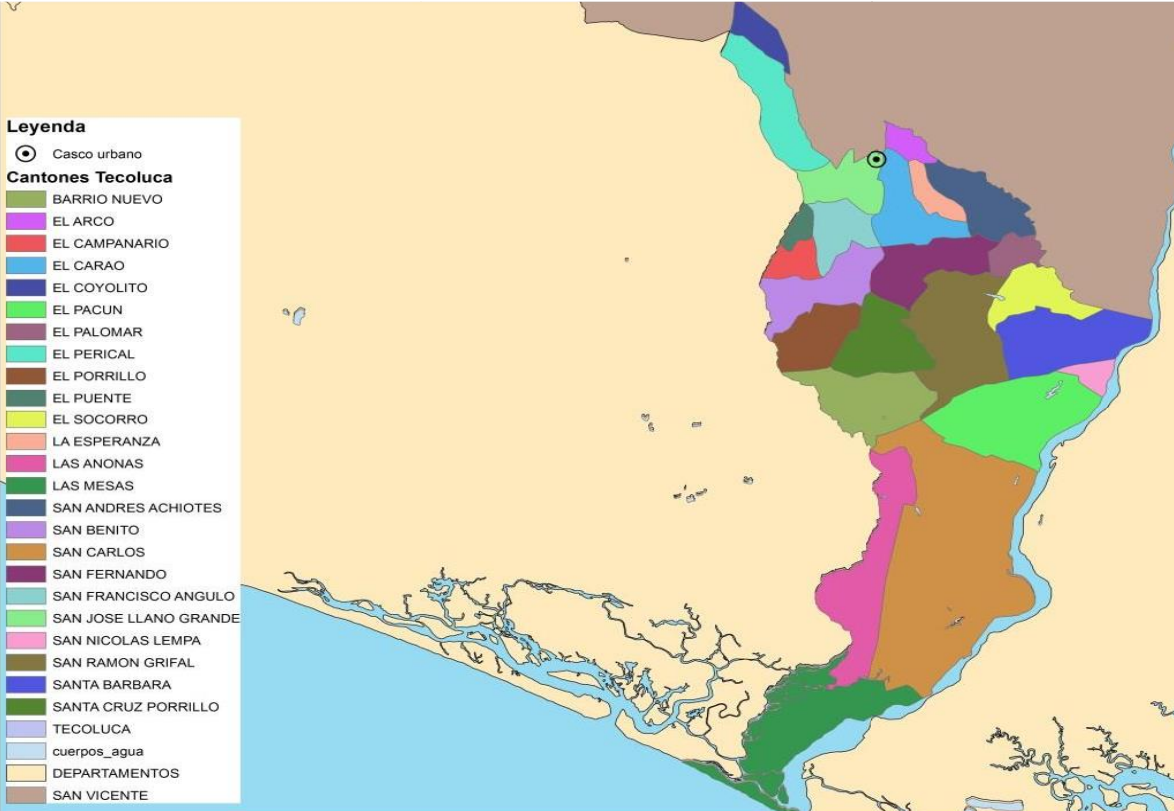 Leyenda
Casco urbano
Cantones Tecoluca
BARRIO NUEVO
EL ARCO
EL CAMPANARIO
EL CARAO
EL COYOLITO
EL PACUN
EL PALOMAR
EL PERICAL
EL PORRILLO
EL PUENTE
EL SOCORRO
LA ESPERANZA
LAS ANONAS
LAS MESAS
SAN ANDRES ACHIOTES
SAN BENITO
SAN CARLOS
SAN FERNANDO
SAN FRANCISCO ANGULO
SAN JOSE LLANO GRANDE
SAN NICOLAS LEMPA
SAN RAMON GRIFAL
SANTA BARBARA
SANTA CRUZ PORRILLO
TECOLUCA
cuerpos_agua
DEPARTAMENTOS
SAN VICENTE